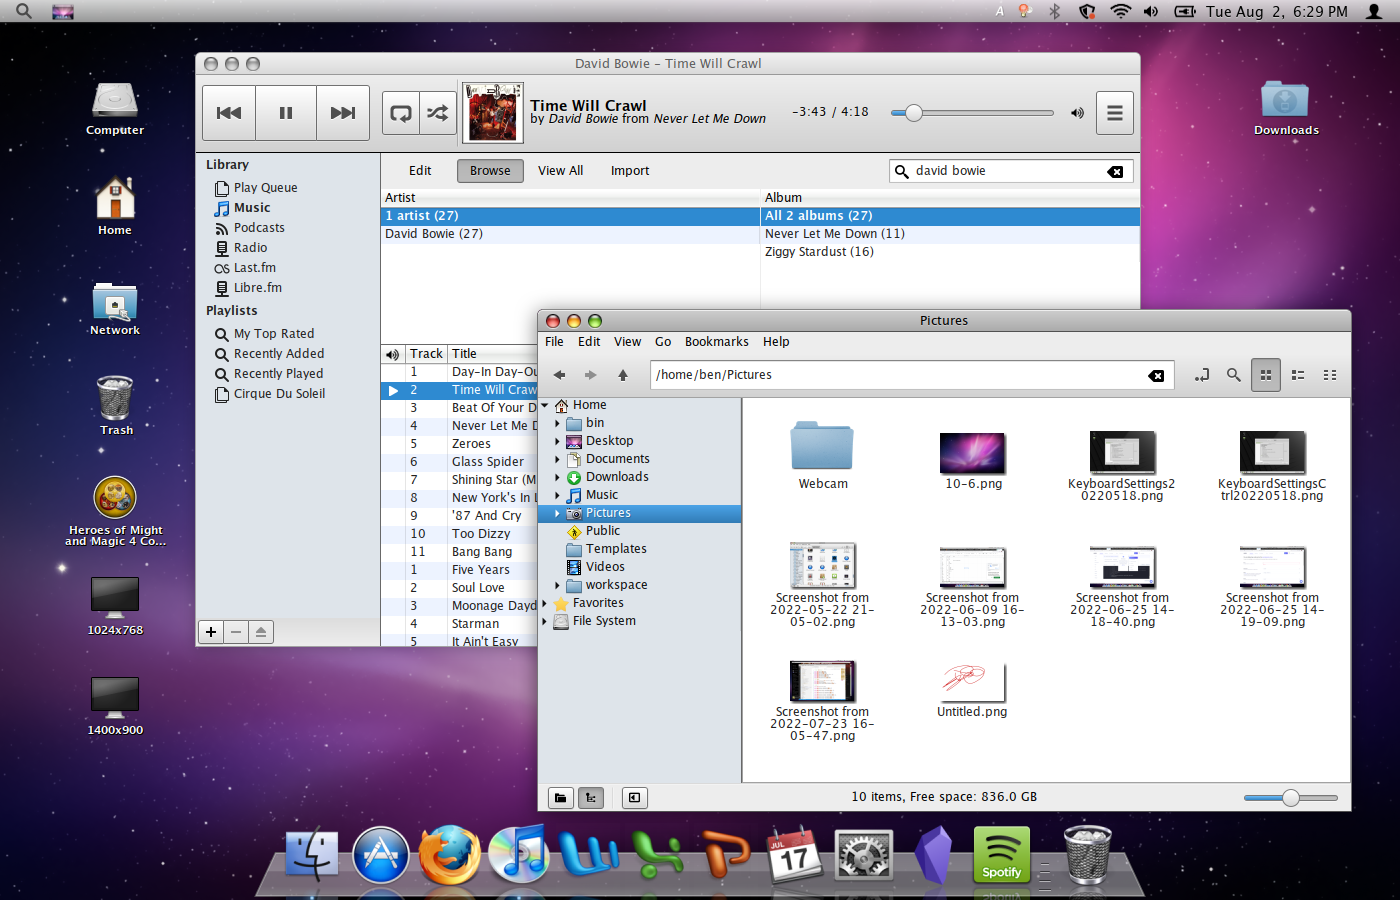 A
Tue Aug 2, 6:29 PM
Computer
Home
Network
Trash
Heroes of Might
and Magic 4 Co...
1024x768
1400x900
Downloads
David Bowie - Time Will Crawl
Time Will Crawl
by David Bowie from Never Let Me Down
-3:43 / 4:18
Library
Play Queue
Music
Podcasts
Radio
Last.fm
Libre.fm
Playlists
My Top Rated
Recently Added
Recently Played
Cirque Du Soleil
Edit Browse View All Import
david bowie
Artist
1 artist (27)
David Bowie (27)
Album
All 2 albums (27)
Never Let Me Down (11)
Ziggy Stardust (16)
Track Title
1 Day-In Day-Ou
2 Time Will Craw
3 Beat Of Your D
4 Never Let Me D
5 Zeroes
6 Glass Spider
7 Shining Star (M
8 New York's In L
9 '87 And Cry
10 Too Dizzy
11 Bang Bang
1 Five Years
2 Soul Love
3 Moonage Dayd
4 Starman
5 It Ain't Easy
Pictures
File Edit View Go Bookmarks Help
/home/ben/Pictures
Home
bin
Desktop
Documents
Downloads
Music
Pictures
Public
Templates
Videos
workspace
Favorites
File System
Webcam
10-6.png
KeyboardSettings2
0220518.png
KeyboardSettingsC
trl20220518.png
Screenshot from
2022-05-22 21-
05-02.png
Screenshot from
2022-06-09 16-
13-03.png
Screenshot from
2022-06-25 14-
18-40.png
Screenshot from
2022-06-25 14-
19-09.png
Screenshot from
2022-07-23 16-
05-47.png
Untitled.png
10 items, Free space: 836.0 GB
JUL
17
Spotify